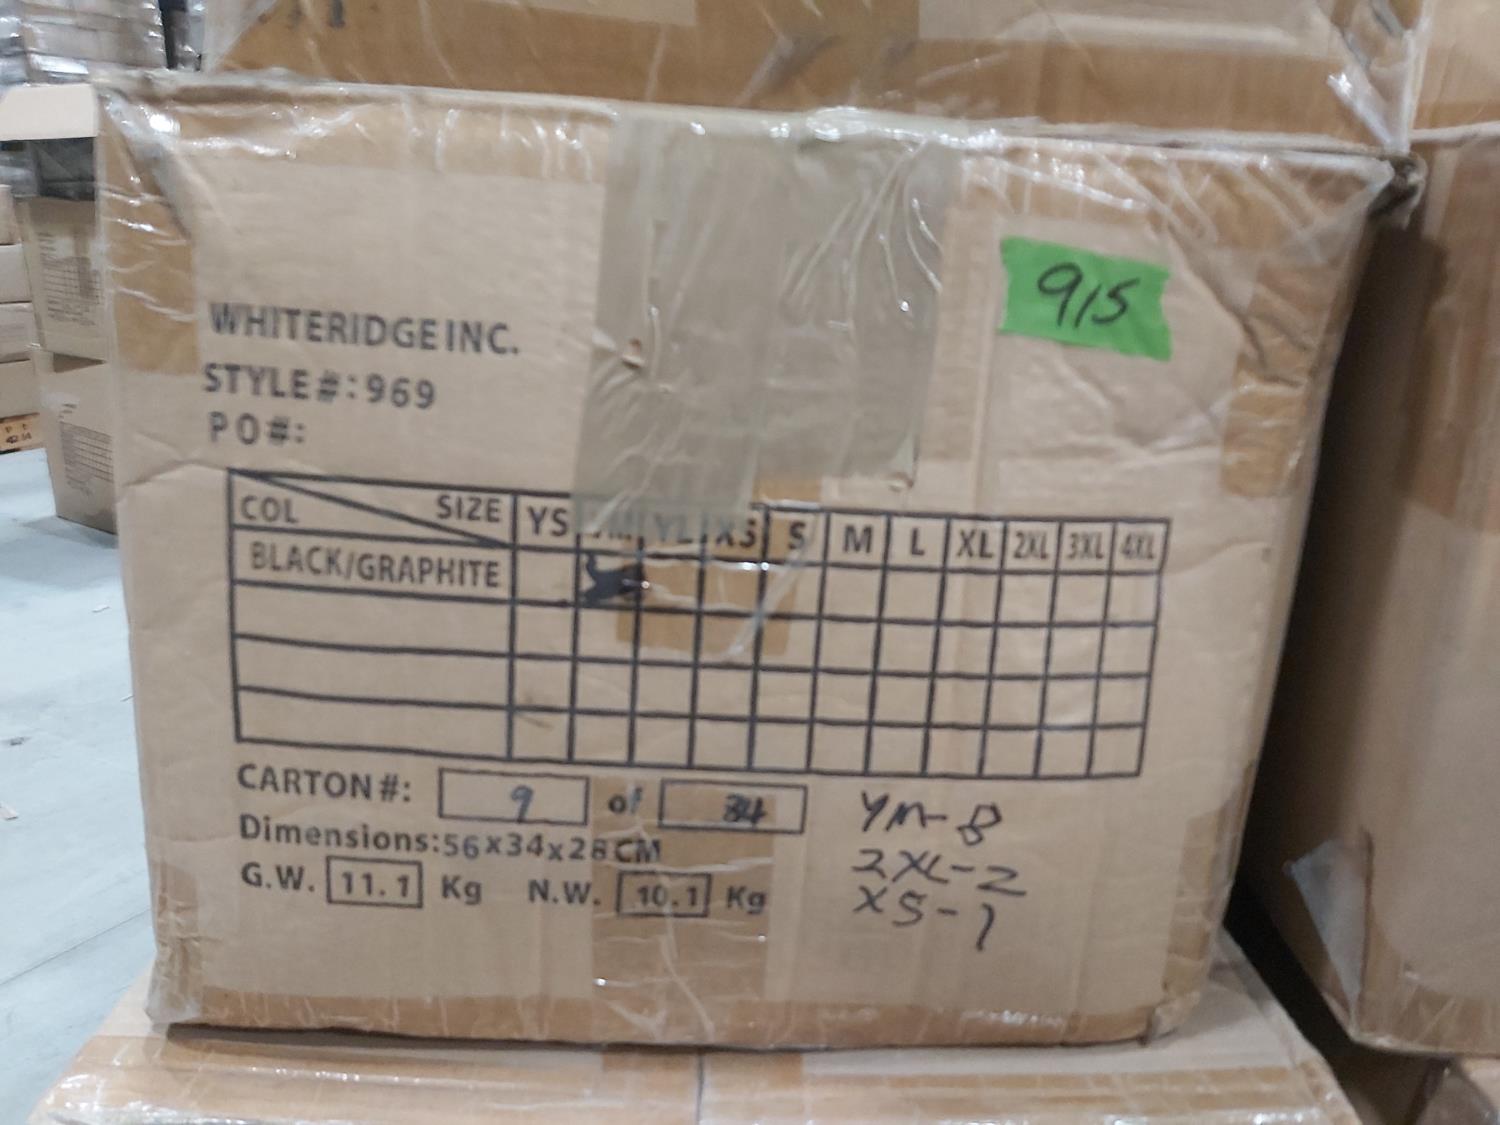 915
WHITERIDGE INC.
STYLE#:969
PO#:
COL SIZE YS YM YL XS S M L XL 2XL 3XL 4XL
BLACK/GRAPHITE
CARTON#: 9 of 34
Dimensions:56x34x28CM
G.W. 11.1 Kg N.W. 10.1 Kg
YM-8
2XL-2
XS-1